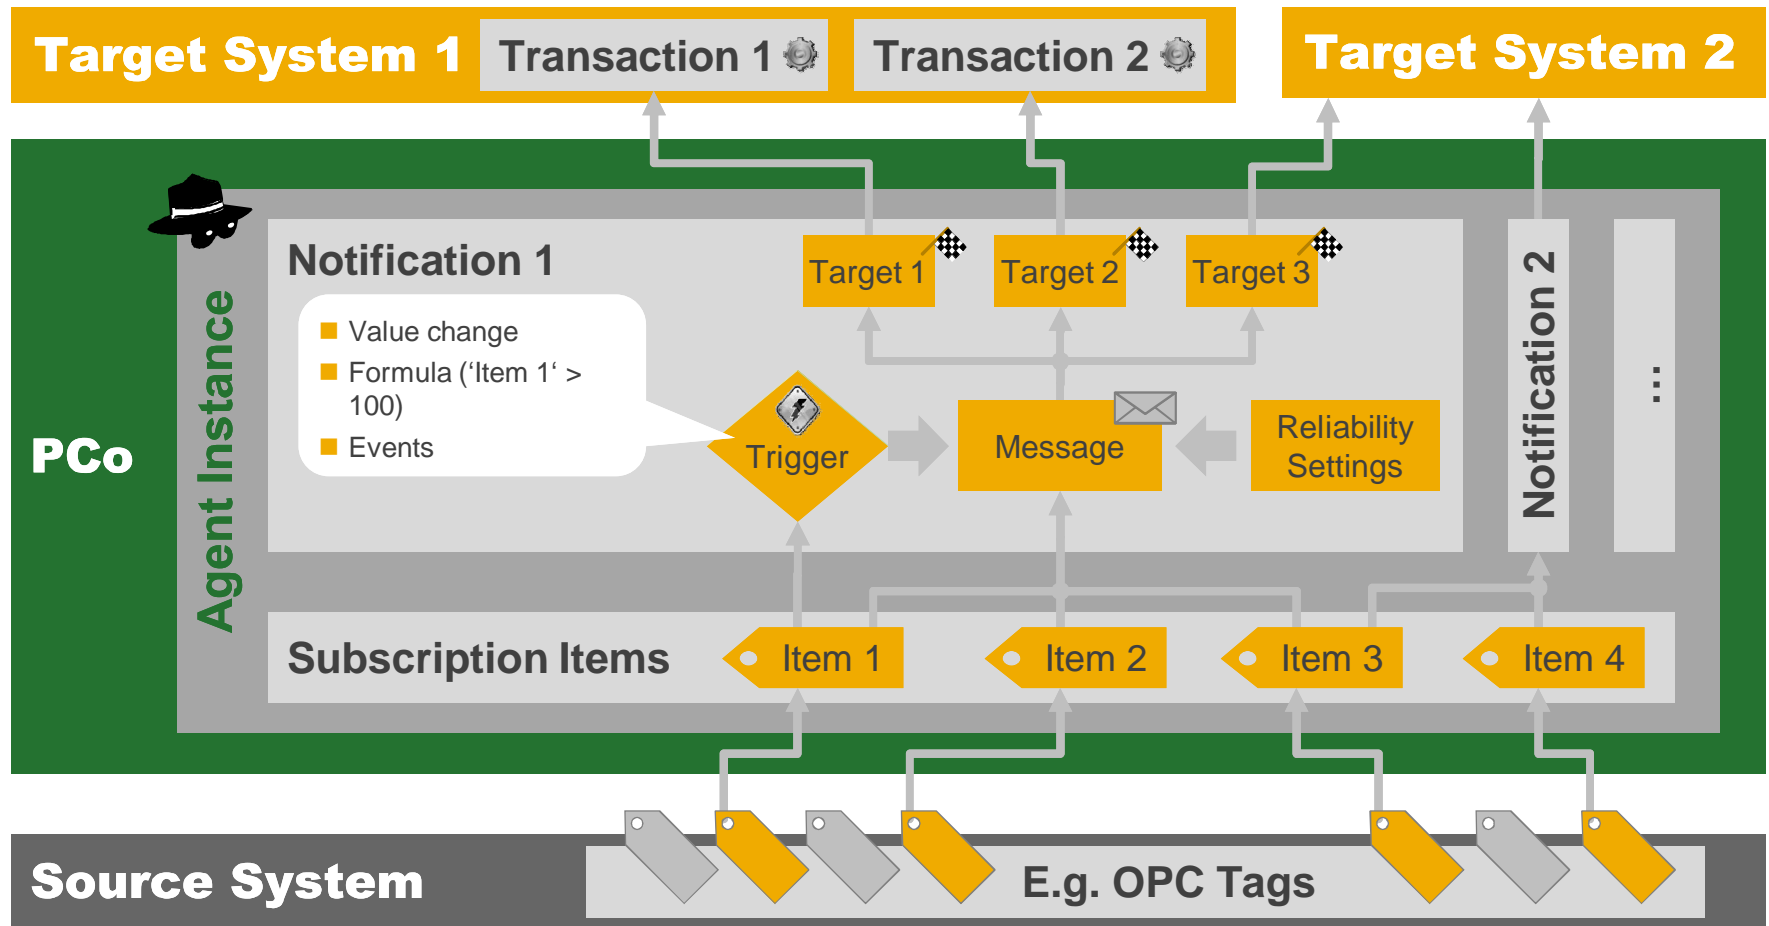 Target System 1
Transaction 1
Transaction 2
Target System 2
PCo
Agent Instance
Notification 1
Target 1
Target 2
Target 3
Value change
Formula (‘Item 1‘ >
100)
Events
Trigger
Message
Reliability
Settings
Notification 2
...
Subscription Items
Item 1
Item 2
Item 3
Item 4
Source System
E.g. OPC Tags